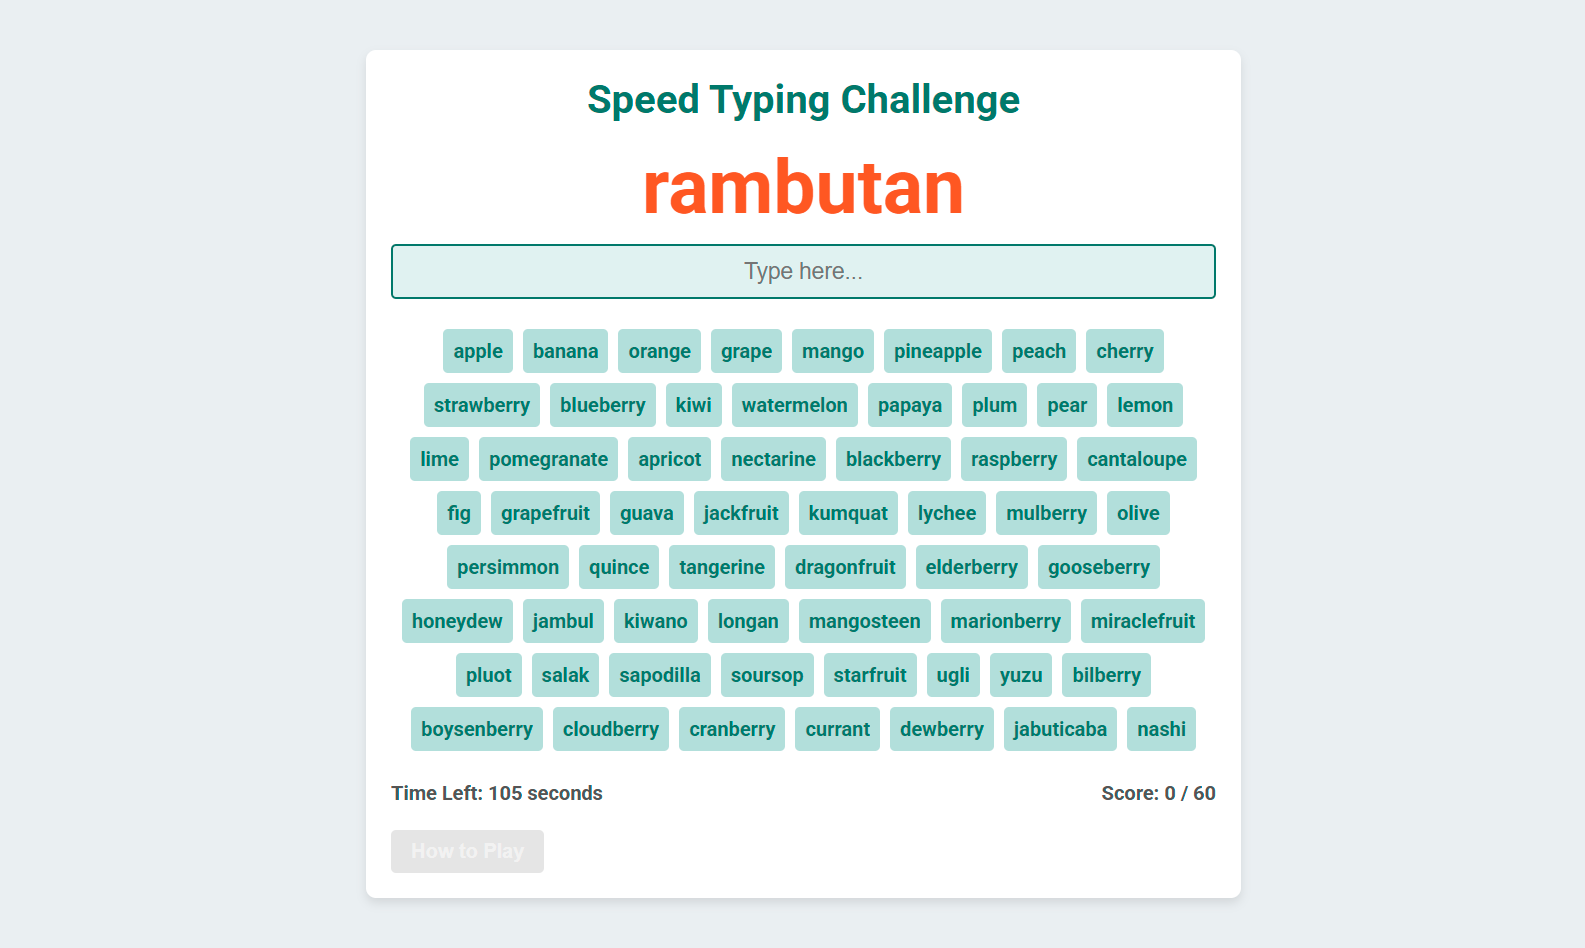 Speed Typing Challenge
rambutan
Type here...
apple banana orange grape mango pineapple peach cherry
strawberry blueberry kiwi watermelon papaya plum pear lemon
lime pomegranate apricot nectarine blackberry raspberry cantaloupe
fig grapefruit guava jackfruit kumquat lychee mulberry olive
persimmon quince tangerine dragonfruit elderberry gooseberry
honeydew jambul kiwano longan mangosteen marionberry miraclefruit
pluot salak sapodilla soursop starfruit ugli yuzu bilberry
boysenberry cloudberry cranberry currant dewberry jabuticaba nashi
Time Left: 105 seconds Score: 0 / 60
How to Play